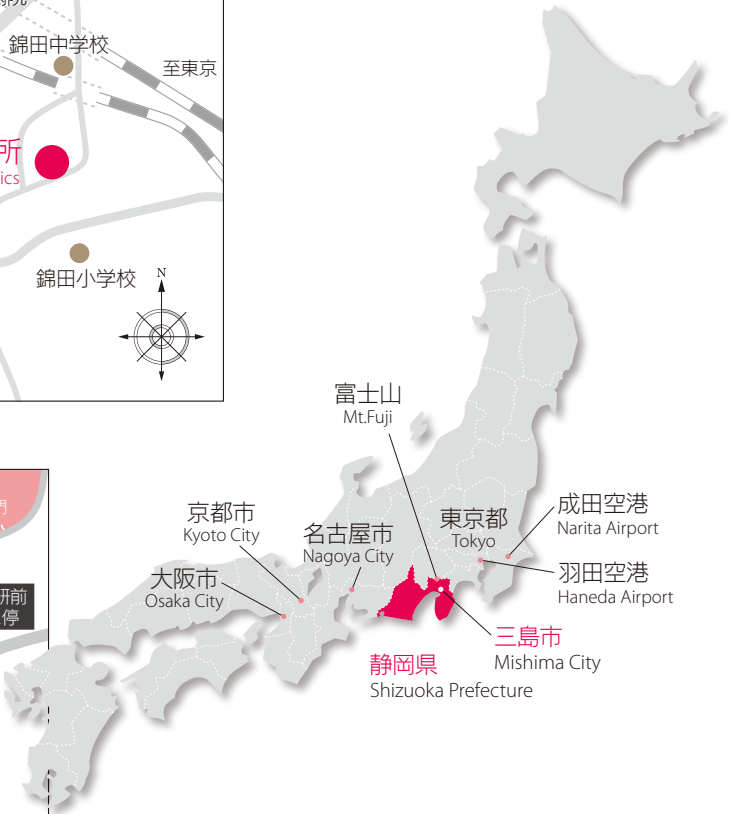 錦田中学校
至東京
所
ics
錦田小学校
N
富士山
Mt.Fuji
京都市
Kyoto City
名古屋市
Nagoya City
東京都
Tokyo
成田空港
Narita Airport
大阪市
Osaka City
羽田空港
Haneda Airport
三島市
Mishima City
静岡県
Shizuoka Prefecture
研前
停